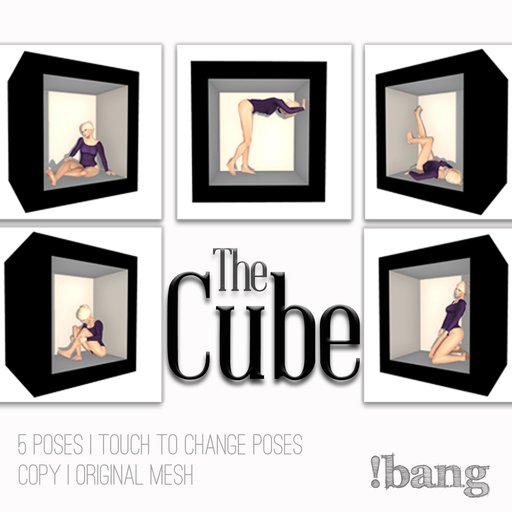 The
Cube
5 POSES | TOUCH TO CHANGE POSES
COPY | ORIGINAL MESH
!bang